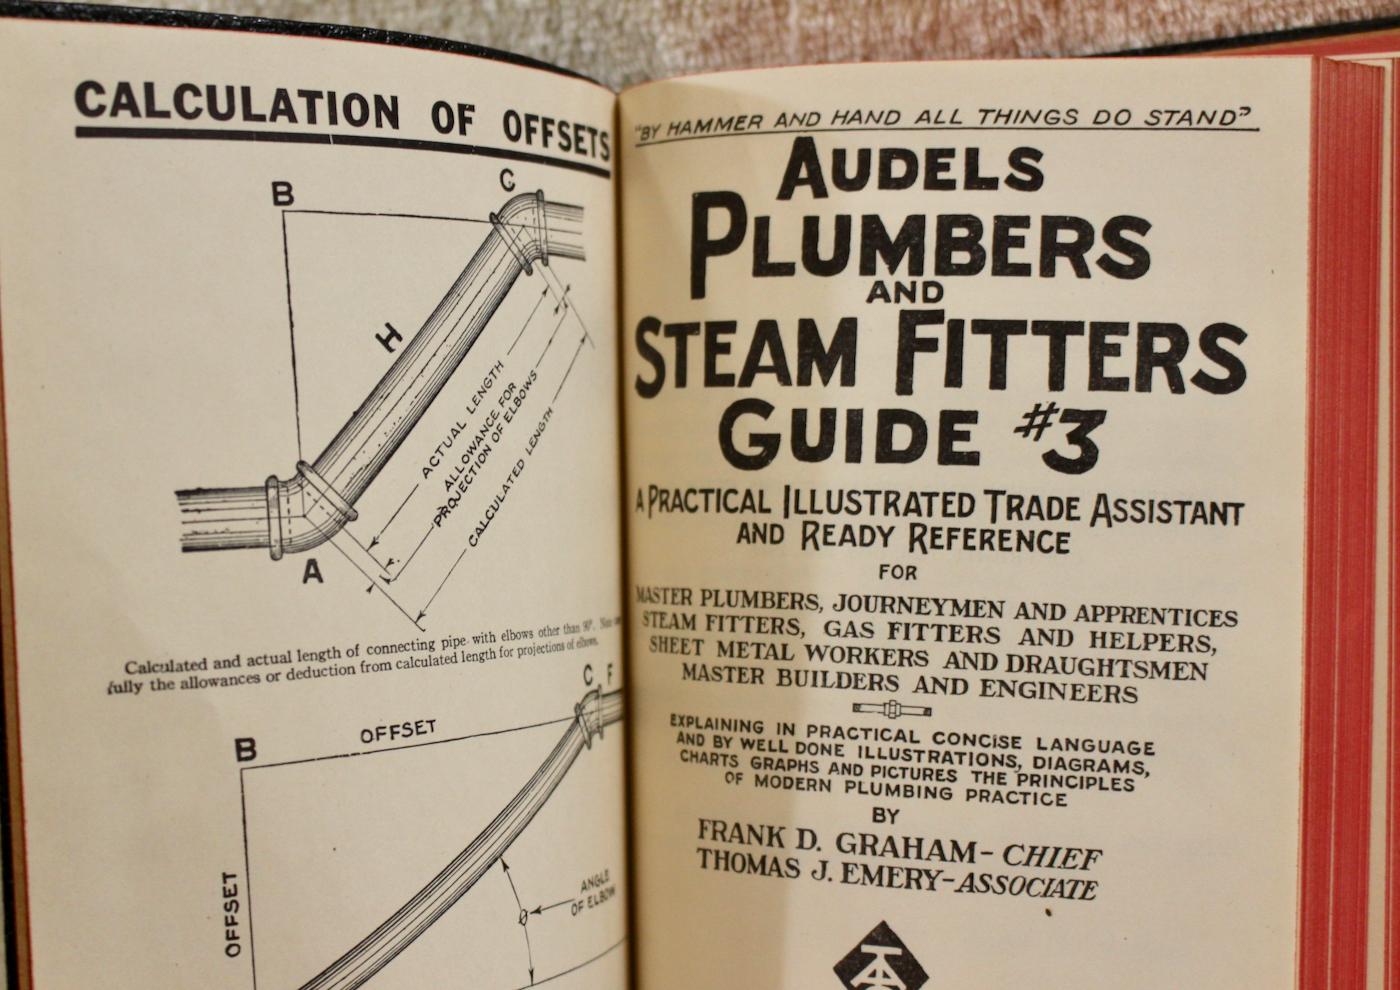 CALCULATION OF OFFSETS
B
C
H
ACTUAL LENGTH
ALLOWANCE FOR
PROJECTION OF ELBOWS
CALCULATED LENGTH
A
Calculated and actual length of connecting pipe with elbows other than 90°.
fully the allowances or deduction from calculated length for projections of elbows.
C F
B
OFFSET
OFFSET
ANGLE
OF ELBOW
"BY HAMMER AND HAND ALL THINGS DO STAND"
AUDELS
PLUMBERS
AND
STEAM FITTERS
GUIDE #3
A PRACTICAL ILLUSTRATED TRADE ASSISTANT
AND READY REFERENCE
FOR
MASTER PLUMBERS, JOURNEYMEN AND APPRENTICES
STEAM FITTERS, GAS FITTERS AND HELPERS,
SHEET METAL WORKERS AND DRAUGHTSMEN
MASTER BUILDERS AND ENGINEERS
EXPLAINING IN PRACTICAL CONCISE LANGUAGE
AND BY WELL DONE ILLUSTRATIONS, DIAGRAMS,
CHARTS GRAPHS AND PICTURES THE PRINCIPLES
OF MODERN PLUMBING PRACTICE
BY
FRANK D. GRAHAM- CHIEF
THOMAS J. EMERY-ASSOCIATE